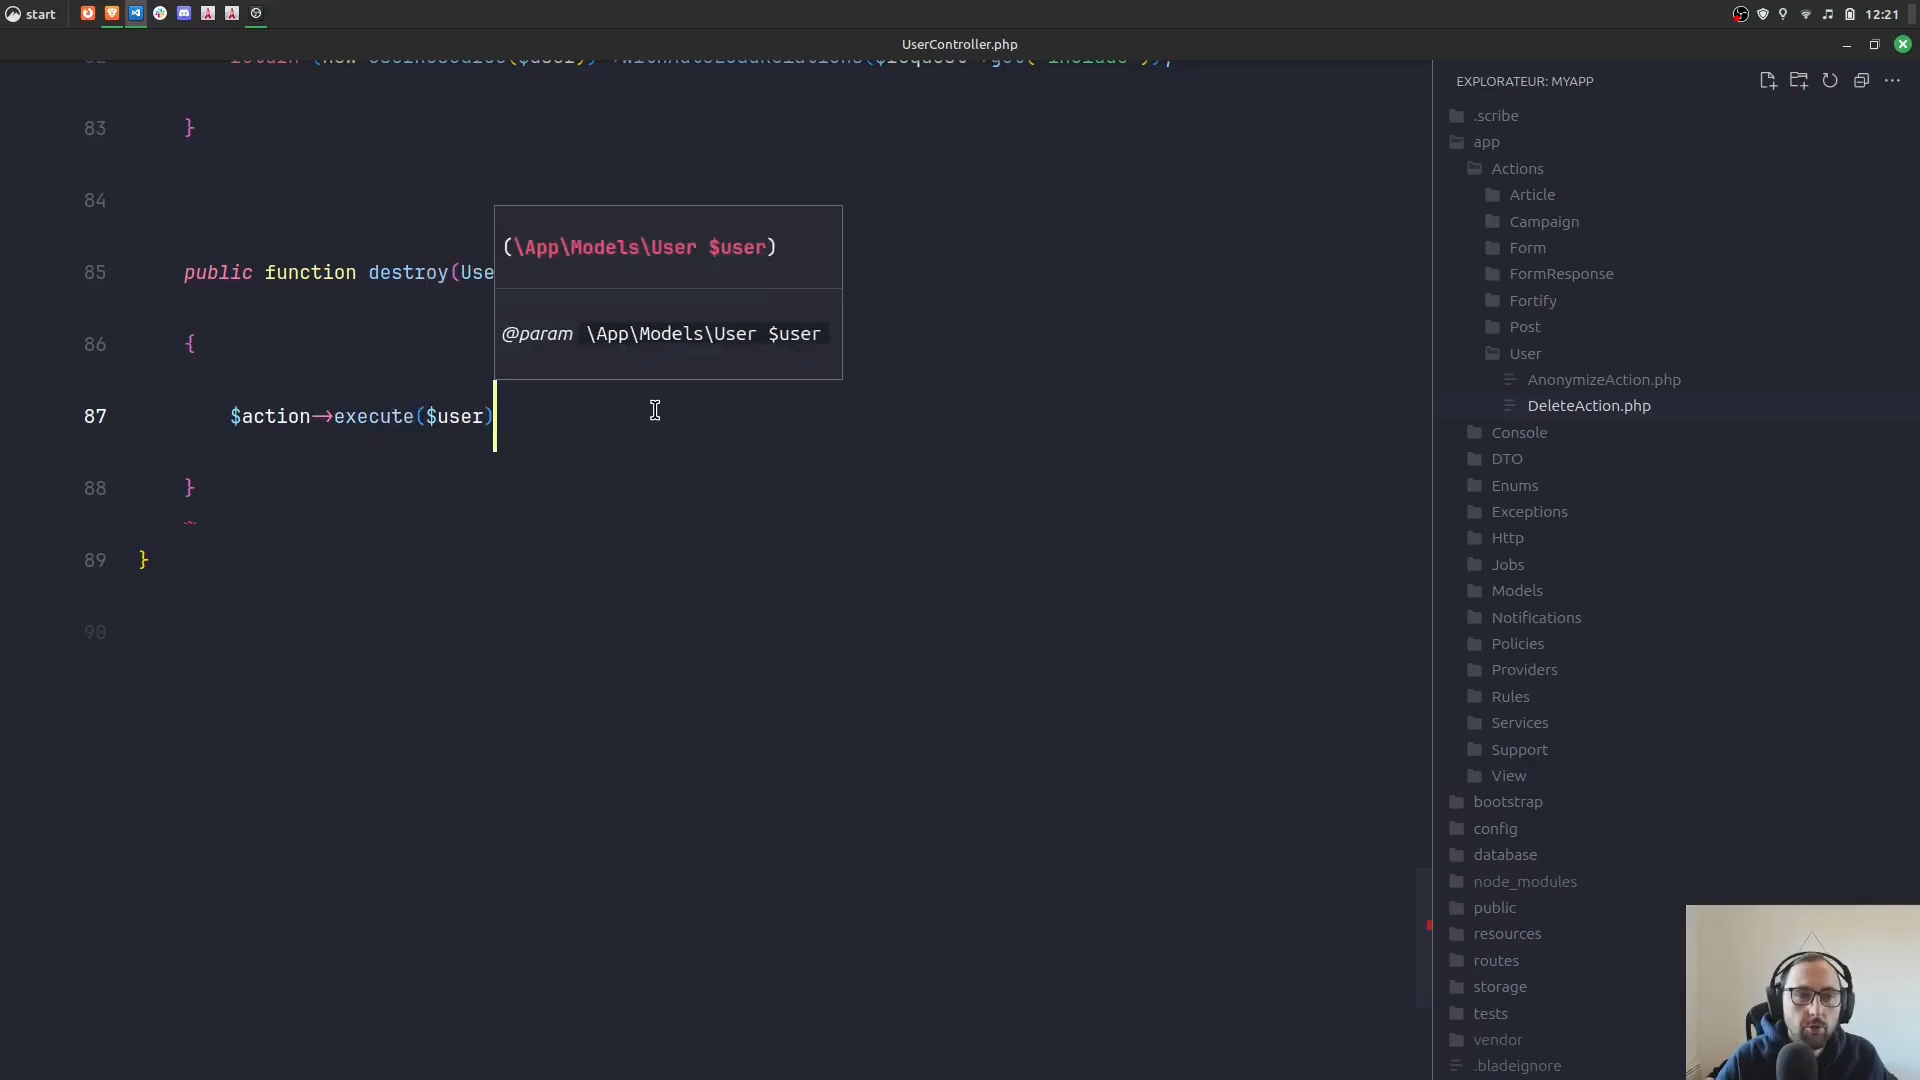 start
12:21
UserController.php
83 }
84
85 public function destroy(Use
86 {
87 $action->execute($user)
88 }
89 }
90
(\App\Models\User $user)
@param \App\Models\User $user
EXPLORATEUR: MYAPP
.scribe
app
Actions
Article
Campaign
Form
FormResponse
Fortify
Post
User
AnonymizeAction.php
DeleteAction.php
Console
DTO
Enums
Exceptions
Http
Jobs
Models
Notifications
Policies
Providers
Rules
Services
Support
View
bootstrap
config
database
node_modules
public
resources
routes
storage
tests
vendor
.bladeignore